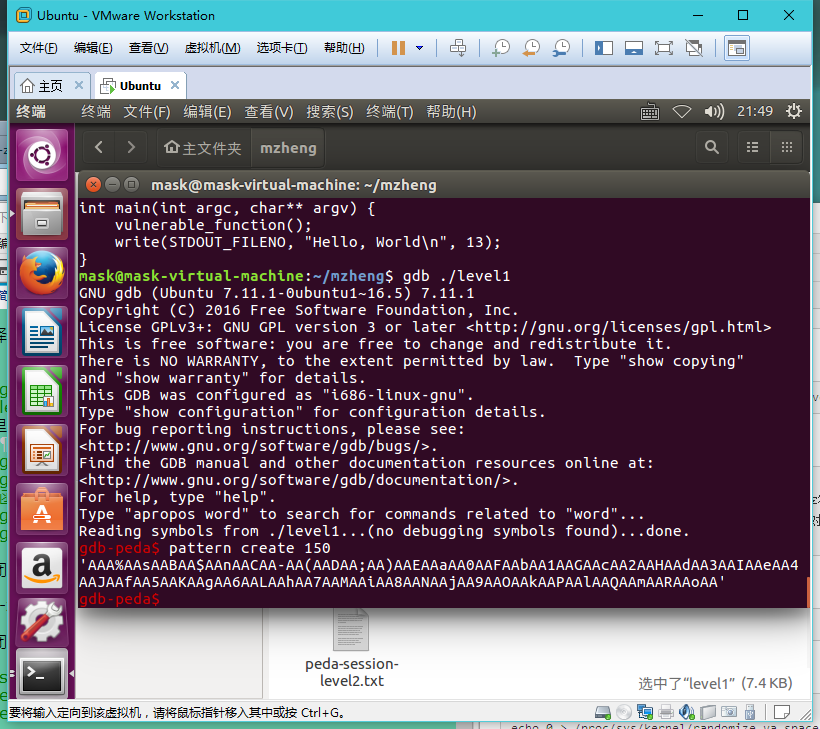 Ubuntu - VMware Workstation
文件(F) 编辑(E) 查看(V) 虚拟机(M) 选项卡(T) 帮助(H)
主页 Ubuntu
终端 终端 文件(F) 编辑(E) 查看(V) 搜索(S) 终端(T) 帮助(H) 21:49
主文件夹 mzheng
mask@mask-virtual-machine: ~/mzheng
int main(int argc, char** argv) {
    vulnerable_function();
    write(STDOUT_FILENO, "Hello, World\n", 13);
}
mask@mask-virtual-machine:~/mzheng$ gdb ./level1
GNU gdb (Ubuntu 7.11.1-0ubuntu1~16.5) 7.11.1
Copyright (C) 2016 Free Software Foundation, Inc.
License GPLv3+: GNU GPL version 3 or later <http://gnu.org/licenses/gpl.html>
This is free software: you are free to change and redistribute it.
There is NO WARRANTY, to the extent permitted by law.  Type "show copying"
and "show warranty" for details.
This GDB was configured as "i686-linux-gnu".
Type "show configuration" for configuration details.
For bug reporting instructions, please see:
<http://www.gnu.org/software/gdb/bugs/>.
Find the GDB manual and other documentation resources online at:
<http://www.gnu.org/software/gdb/documentation/>.
For help, type "help".
Type "apropos word" to search for commands related to "word"...
Reading symbols from ./level1...(no debugging symbols found)...done.
gdb-peda$ pattern create 150
'AAA%AAsAABAA$AAnAACAA-AA(AADAA;AA)AAEAAaAA0AAFAAbAA1AAGAAcAA2AAHAAdAA3AAIAAeAA4
AAJAAfAA5AAKAAgAA6AALAAhAA7AAMAAiAA8AANAAjAA9AAOAAkAAPAAlAAQAAmAARAAoAA'
gdb-peda$
peda-session-
level2.txt
选中了“level1” (7.4 KB)
要将输入定向到该虚拟机，请将鼠标指针移入其中或按 Ctrl+G。